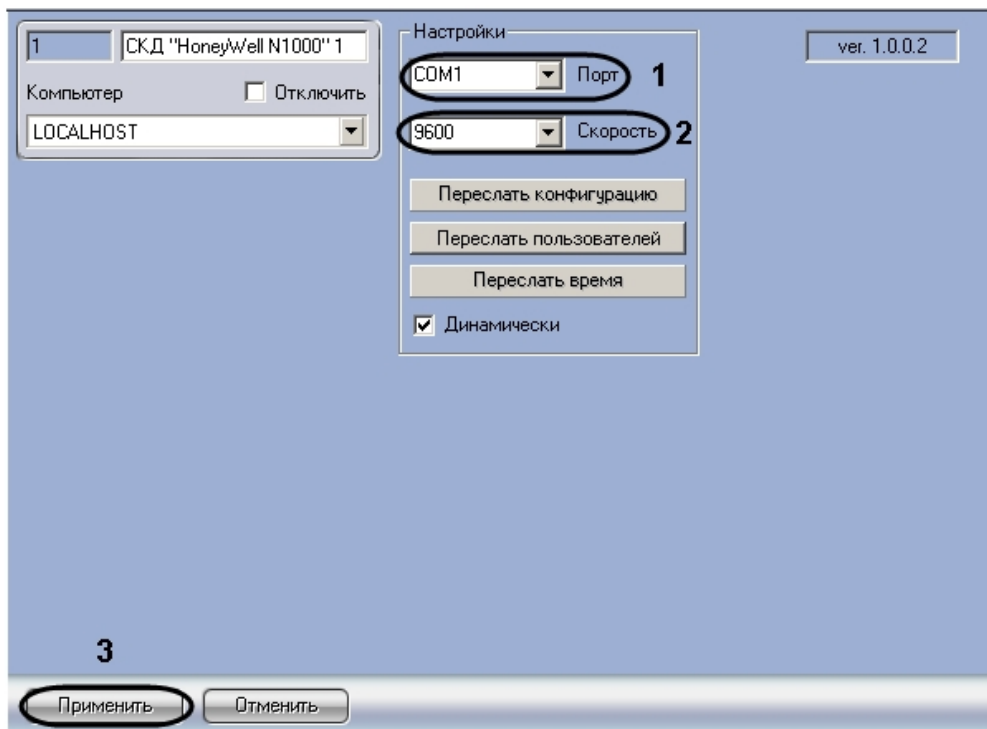 1
СКД "HoneyWell N1000" 1
Компьютер
Отключить
LOCALHOST
Настройки
COM1
Порт
1
9600
Скорость
2
Переслать конфигурацию
Переслать пользователей
Переслать время
Динамически
ver. 1.0.0.2
3
Применить
Отменить